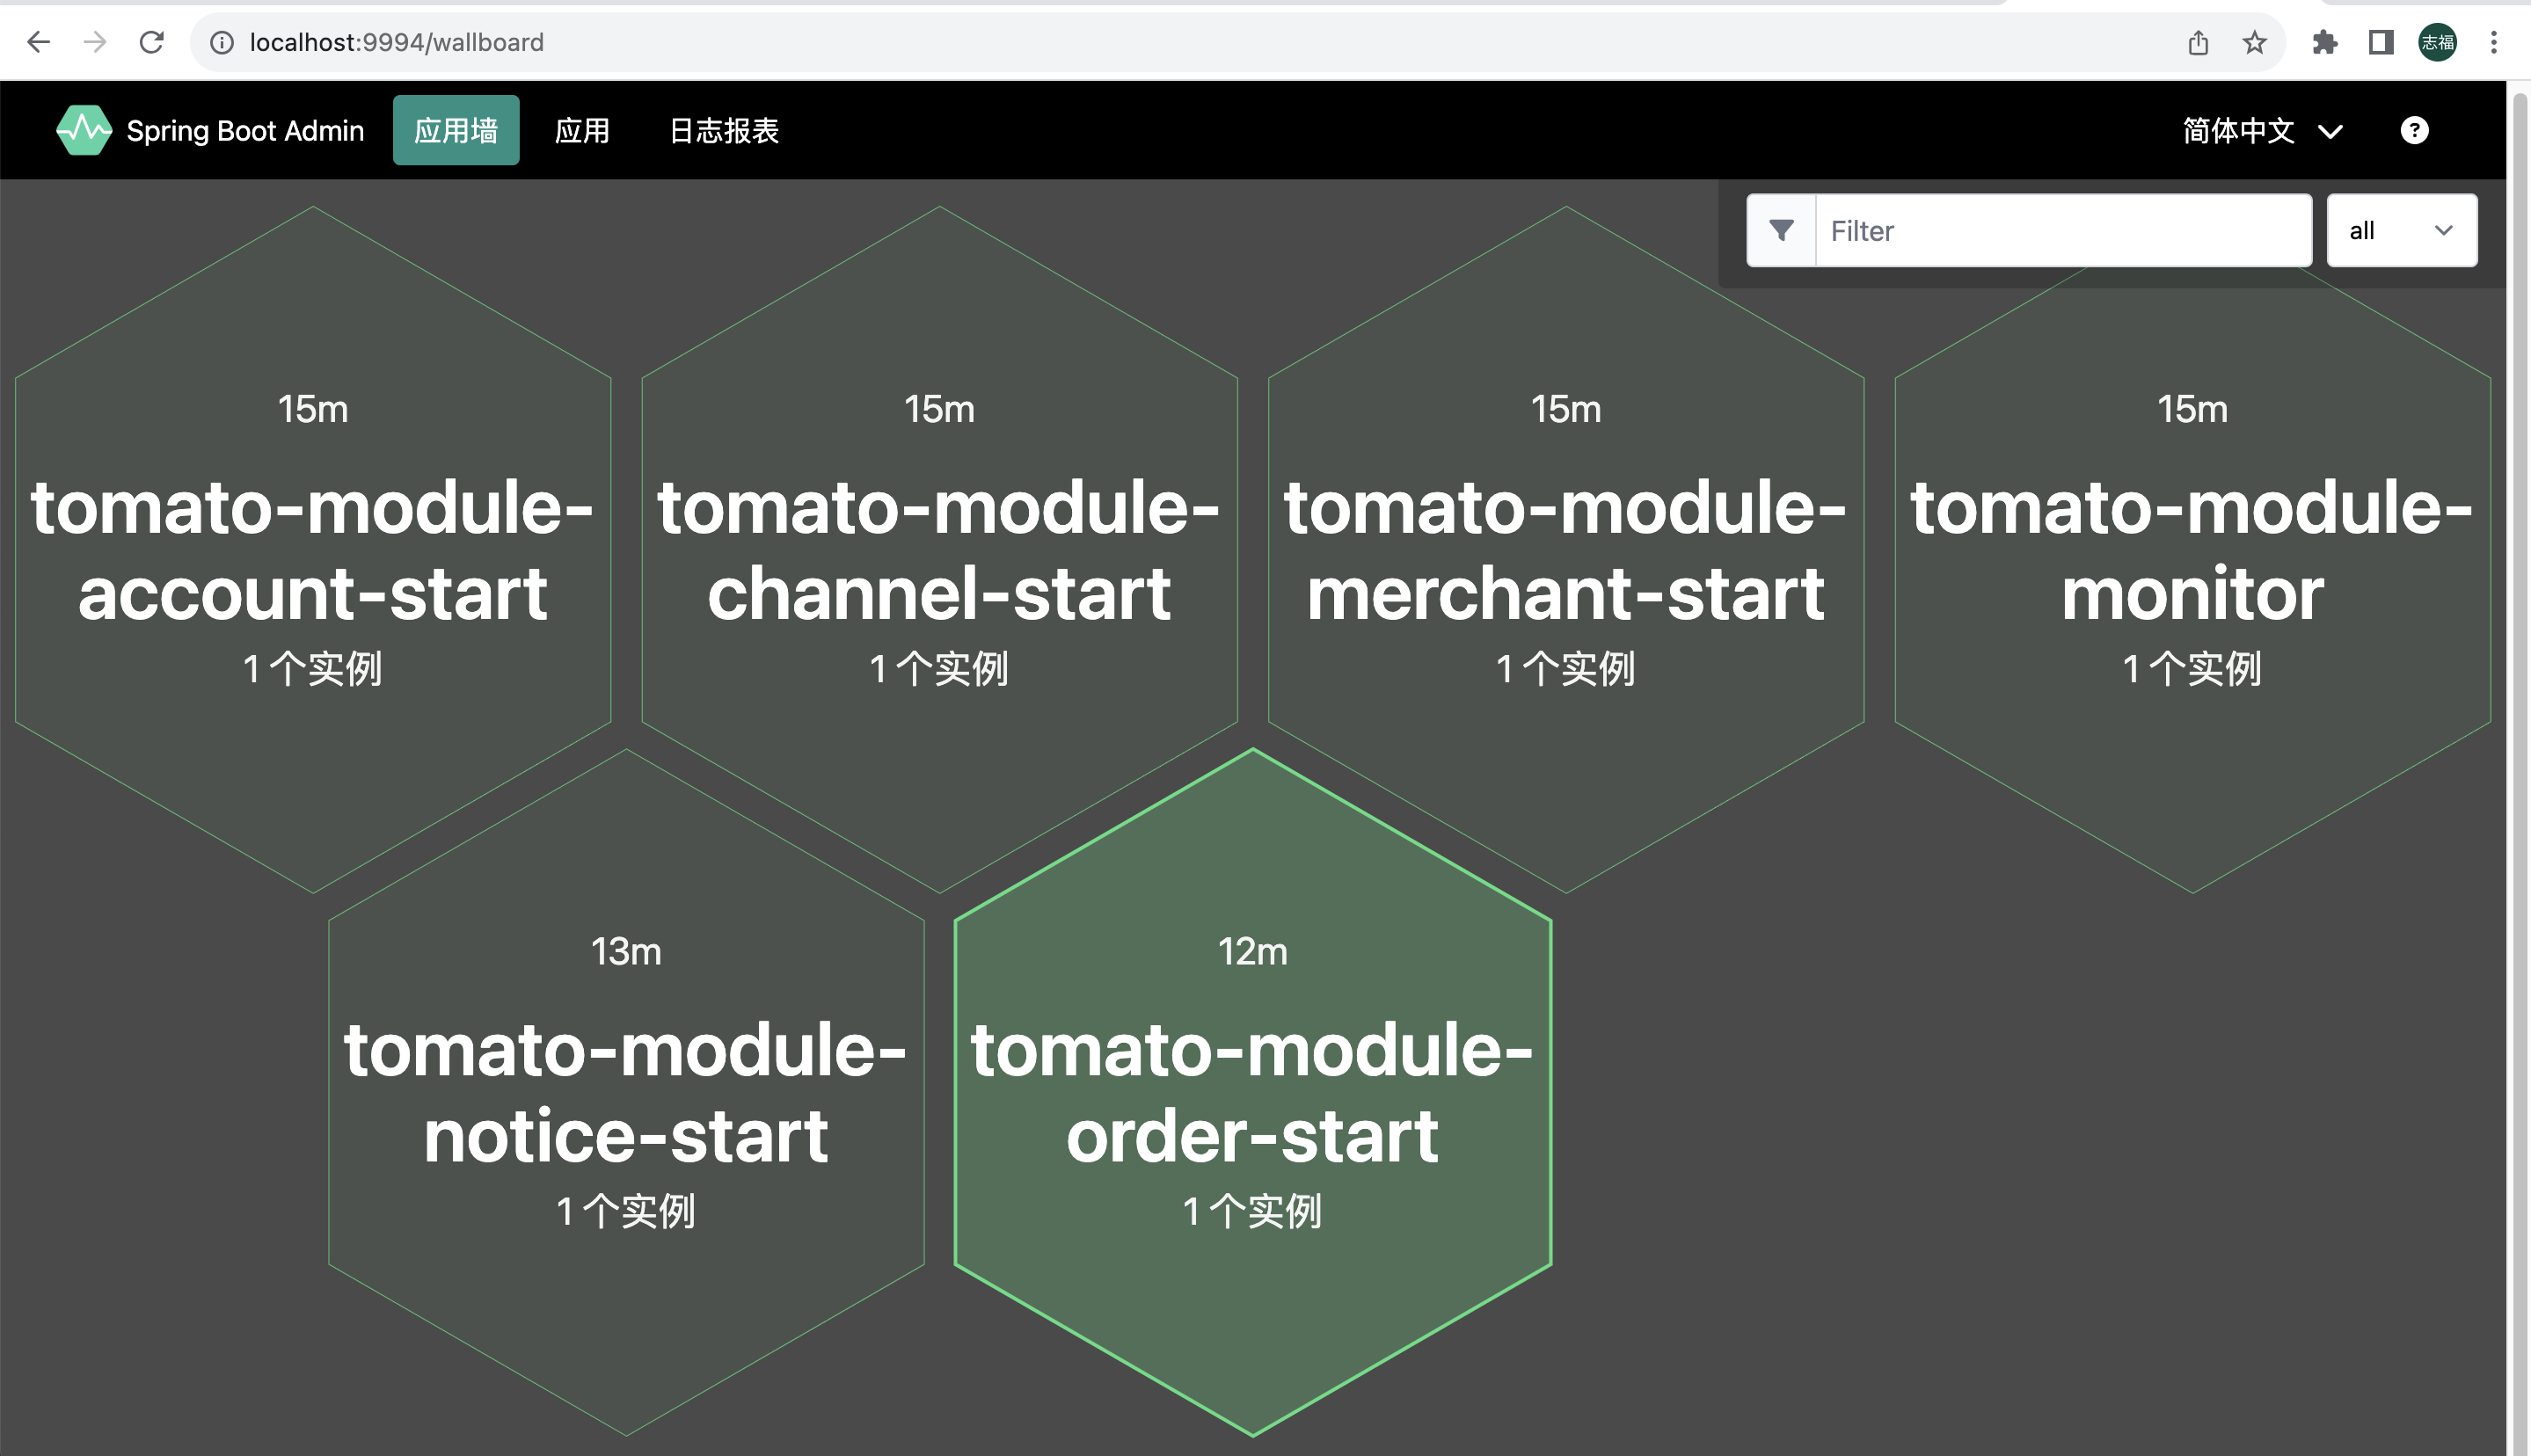 localhost:9994/wallboard
志福
Spring Boot Admin
应用墙
应用
日志报表
简体中文
?
Filter
all
15m
tomato-module-
account-start
1 个实例
15m
tomato-module-
channel-start
1 个实例
15m
tomato-module-
merchant-start
1 个实例
15m
tomato-module-
monitor
1 个实例
13m
tomato-module-
notice-start
1 个实例
12m
tomato-module-
order-start
1 个实例